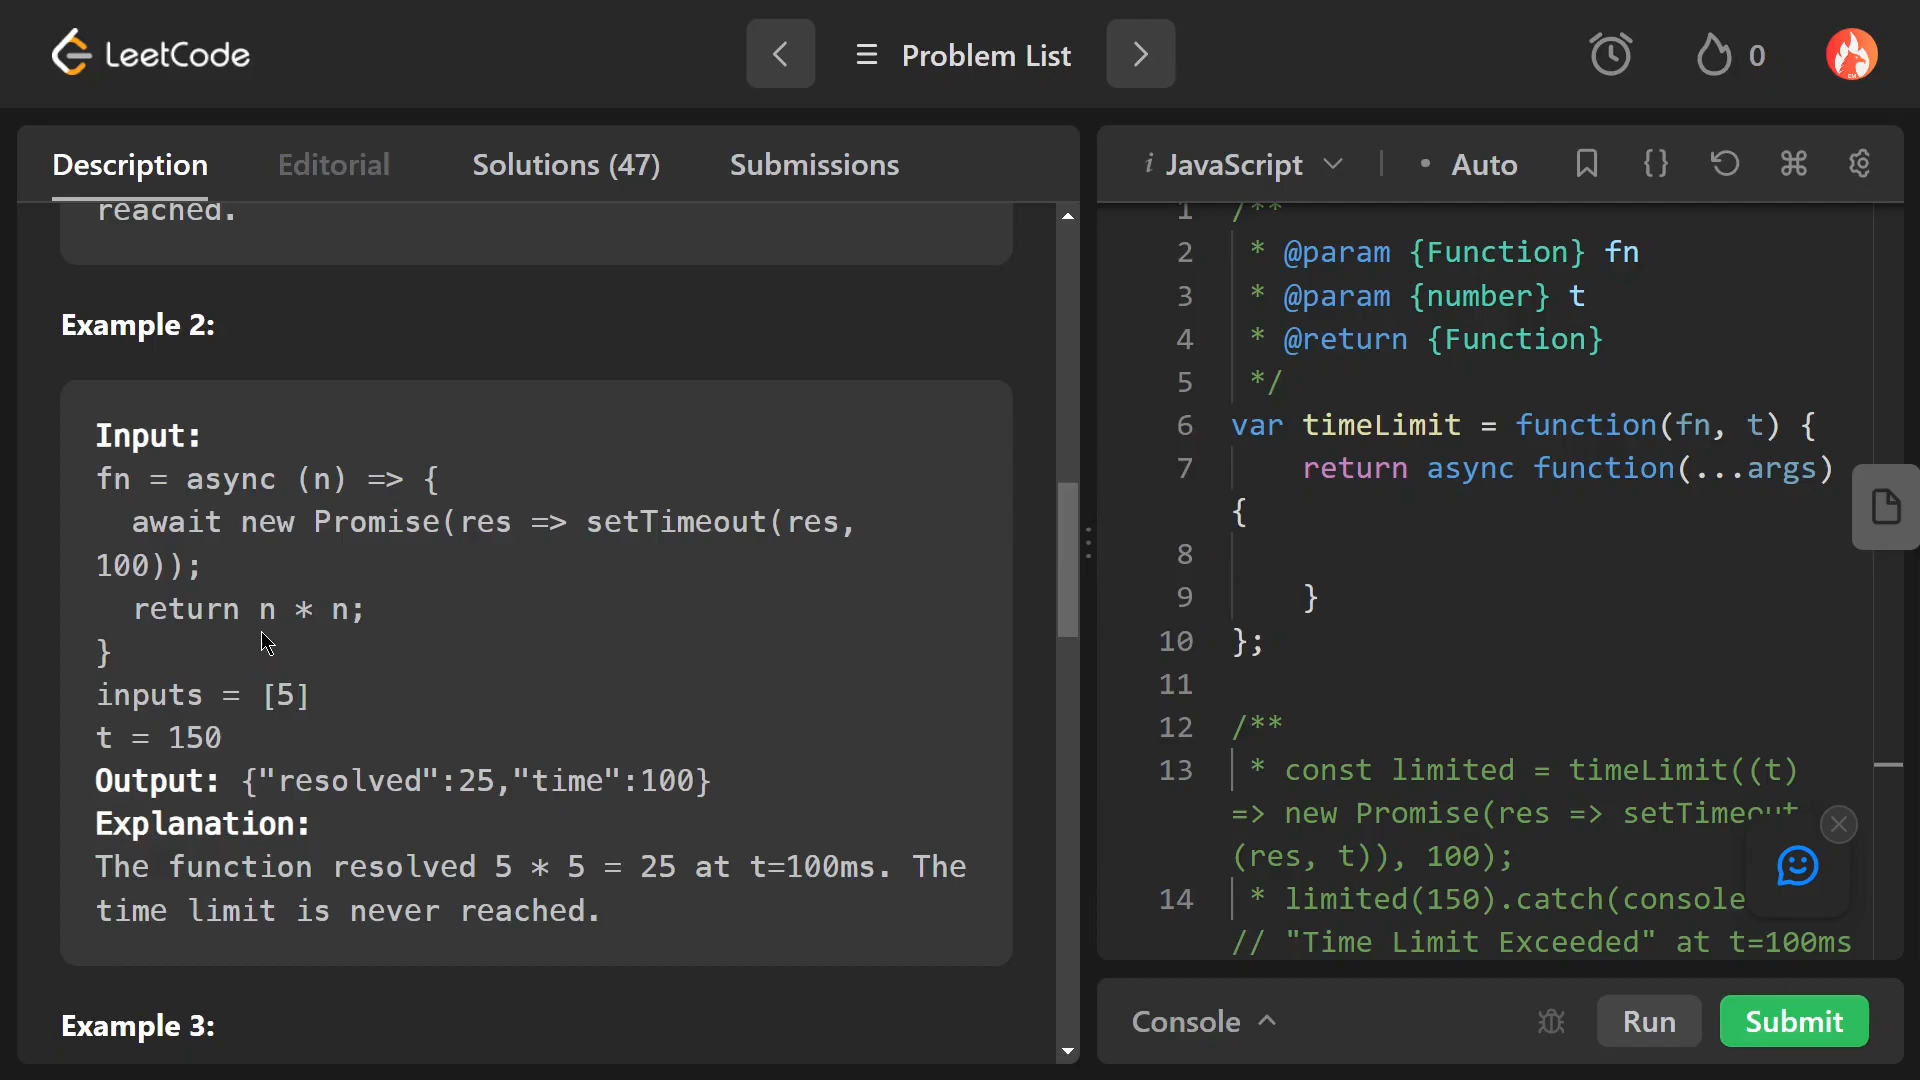 LeetCode
Problem List
0
Description
Editorial
Solutions (47)
Submissions
reached.
Example 2:
Input:
fn = async (n) => {
  await new Promise(res => setTimeout(res,
100));
  return n * n;
}
inputs = [5]
t = 150
Output: {"resolved":25,"time":100}
Explanation:
The function resolved 5 * 5 = 25 at t=100ms. The
time limit is never reached.
Example 3:
i JavaScript
• Auto
1 /**
2  * @param {Function} fn
3  * @param {number} t
4  * @return {Function}
5  */
6 var timeLimit = function(fn, t) {
7     return async function(...args)
{
8
9     }
10 };
11
12 /**
13  * const limited = timeLimit((t)
=> new Promise(res => setTimeout
(res, t)), 100);
14  * limited(150).catch(console
// "Time Limit Exceeded" at t=100ms
Console
Run
Submit